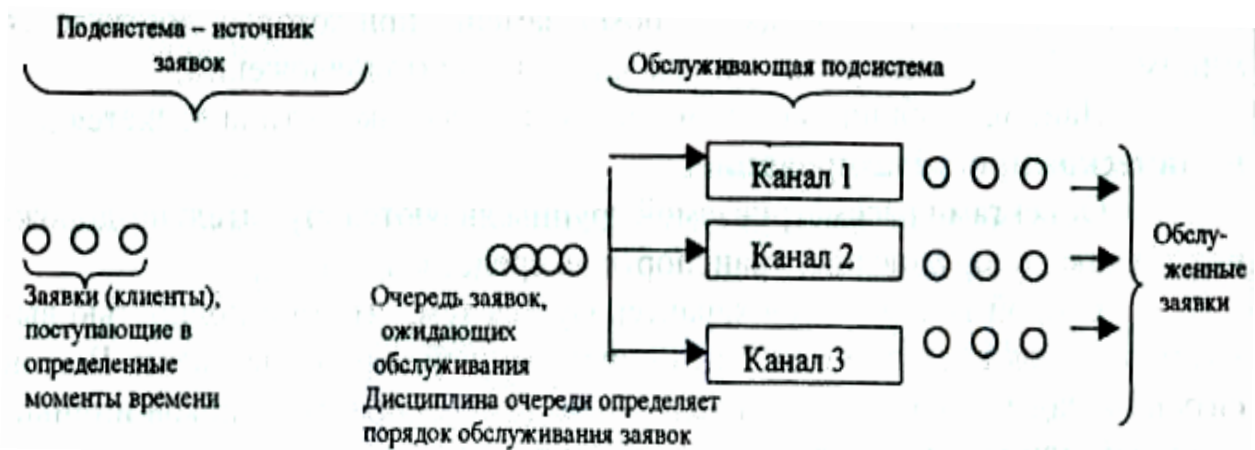 Подсистема – источник
заявок
Обслуживающая подсистема
Канал 1
Канал 2
Канал 3
Обслу-
женные
заявки
Заявки (клиенты),
поступающие в
определенные
моменты времени
Очередь заявок,
ожидающих
обслуживания
Дисциплина очереди определяет
порядок обслуживания заявок